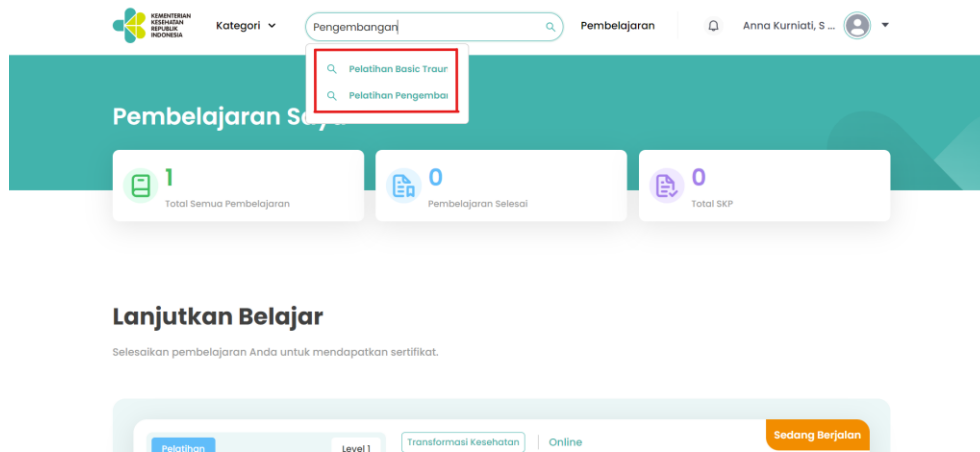 KEMENTERIAN
KESEHATAN
REPUBLIK
INDONESIA
Kategori
Pengembangan
Pembelajaran
Anna Kurniati, S ...
Pelatihan Basic Traun
Pelatihan Pengemba
Pembelajaran
1
Total Semua Pembelajaran
0
Pembelajaran Selesai
0
Total SKP
Lanjutkan Belajar
Selesaikan pembelajaran Anda untuk mendapatkan sertifikat.
Pelatihan
Level 1
Transformasi Kesehatan
Online
Sedang Berjalan